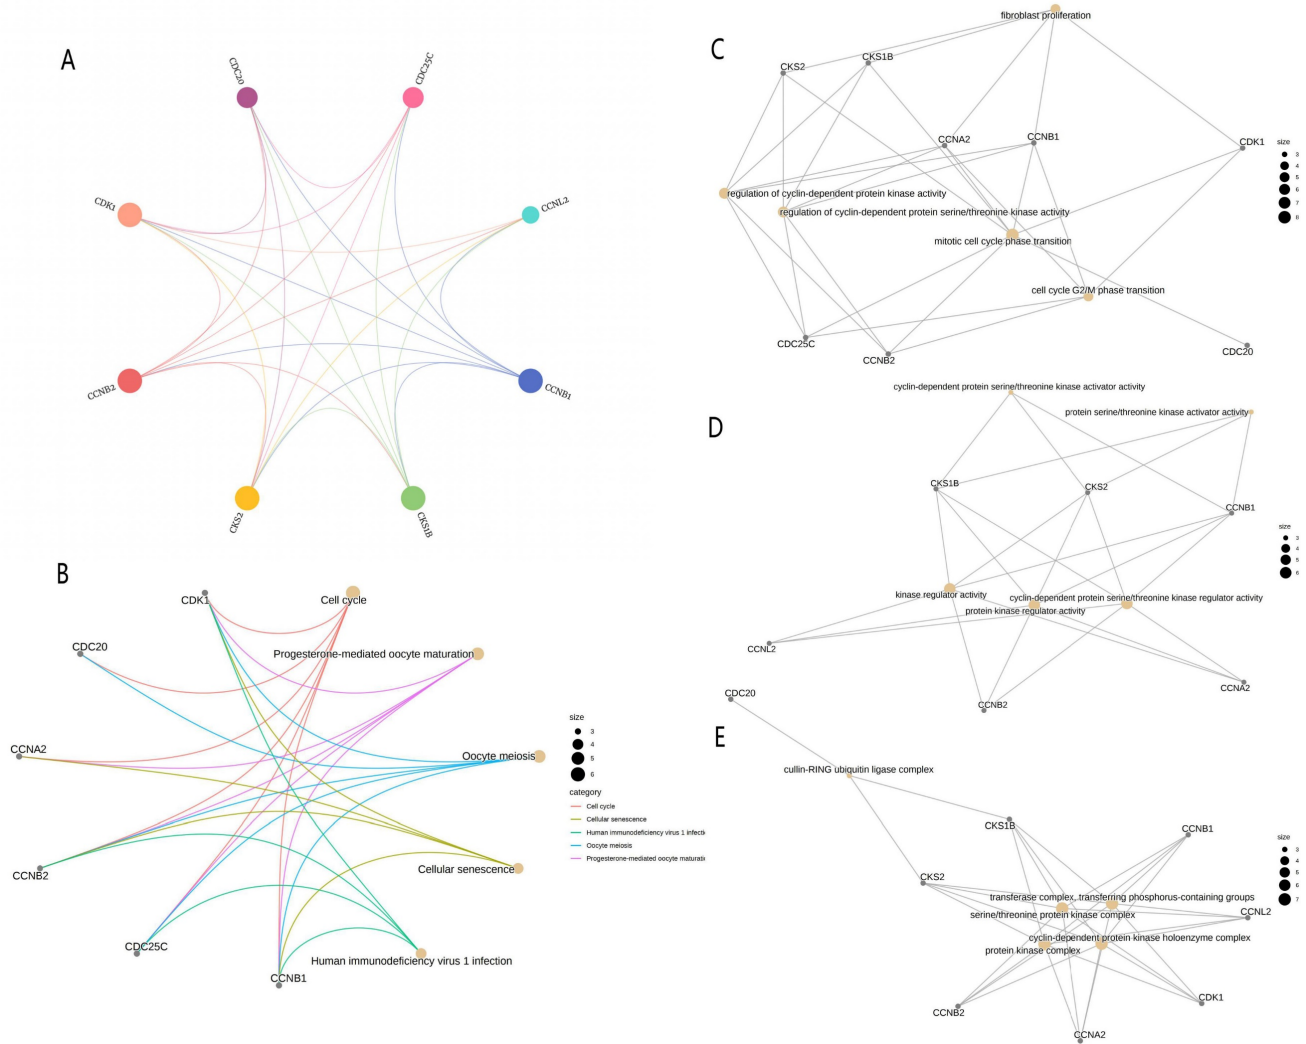 A
CDC20
CDC25C
CDK1
CCNL2
CCNB2
CCNB1
CKS2
CKS1B
B
CDK1
Cell cycle
CDC20
Progesterone-mediated oocyte maturation
CCNA2
Oocyte meiosis
CCNB2
Cellular senescence
CDC25C
Human immunodeficiency virus 1 infection
CCNB1
size
3
4
5
6
category
Cell cycle
Cellular senescence
Human immunodeficiency virus 1 infecti
Oocyte meiosis
Progesterone-mediated oocyte maturati
C
fibroblast proliferation
CKS2
CKS1B
CCNA2
CCNB1
CDK1
regulation of cyclin-dependent protein kinase activity
regulation of cyclin-dependent protein serine/threonine kinase activity
mitotic cell cycle phase transition
cell cycle G2/M phase transition
CDC25C
CCNB2
CDC20
size
3
4
5
6
7
8
D
cyclin-dependent protein serine/threonine kinase activator activity
protein serine/threonine kinase activator activity
CKS1B
CKS2
CCNB1
kinase regulator activity
cyclin-dependent protein serine/threonine kinase regulator activity
protein kinase regulator activity
CCNL2
CCNA2
CCNB2
size
3
4
5
6
E
CDC20
cullin-RING ubiquitin ligase complex
CKS1B
CCNB1
CKS2
transferase complex, transferring phosphorus-containing groups
serine/threonine protein kinase complex
CCNL2
cyclin-dependent protein kinase holoenzyme complex
protein kinase complex
CDK1
CCNB2
CCNA2
size
3
4
5
6
7